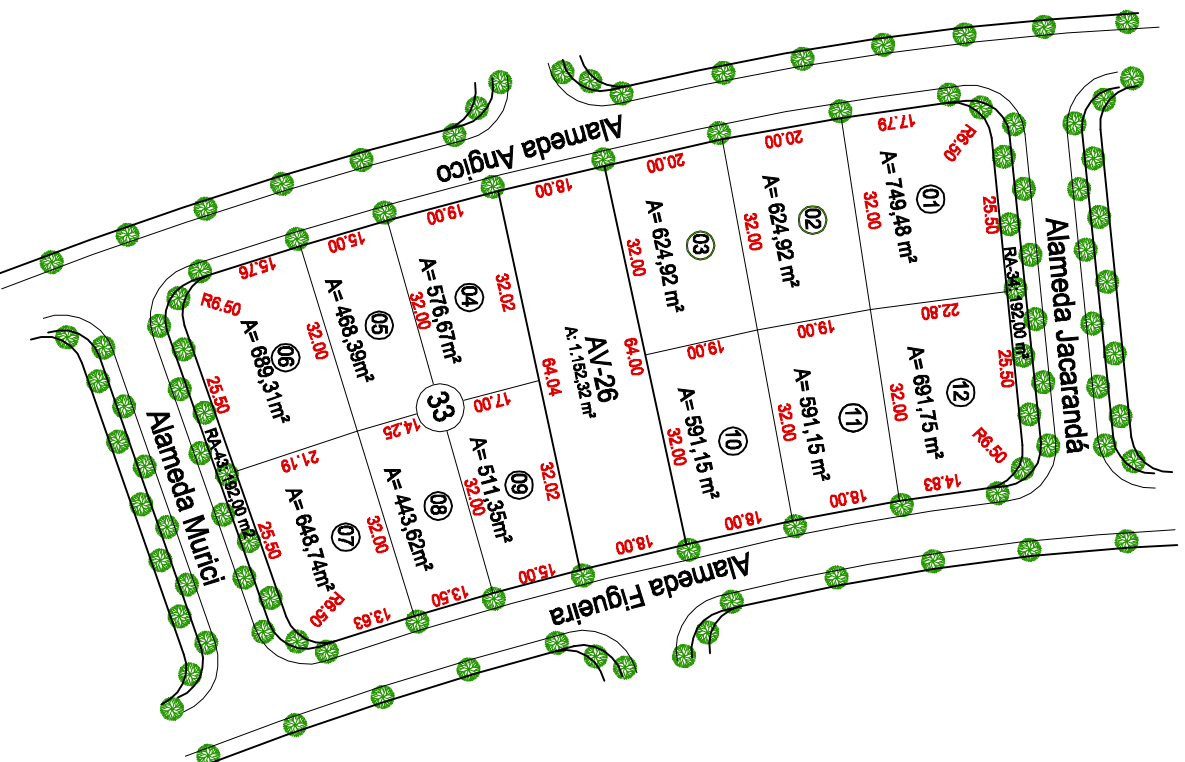 Alameda Angico
17.79
R6.50
20.00
20.00
18.00
19.00
15.00
15.76
R6.50
01
A= 749,48 m²
32.00
25.50
02
A= 624,92 m²
32.00
03
A= 624,92 m²
32.00
04
A= 576,67m²
32.00
32.02
05
A= 468,39m²
32.00
06
A= 689,31m²
25.50
RA-34
192,00 m²
Alameda Jacarandá
22.80
19.00
19.00
64.00
AV-26
A: 1.152,32 m²
64.04
17.00
33
14.25
21.19
12
A= 691,75 m²
32.00
25.50
R6.50
11
A= 591,15 m²
32.00
10
A= 591,15 m²
32.00
09
A= 511,35m²
32.00
32.02
08
A= 443,62m²
32.00
07
A= 648,74m²
25.50
R6.50
RA-43
192,00 m²
Alameda Murici
14.83
18.00
18.00
18.00
15.00
13.50
13.63
Alameda Figueira